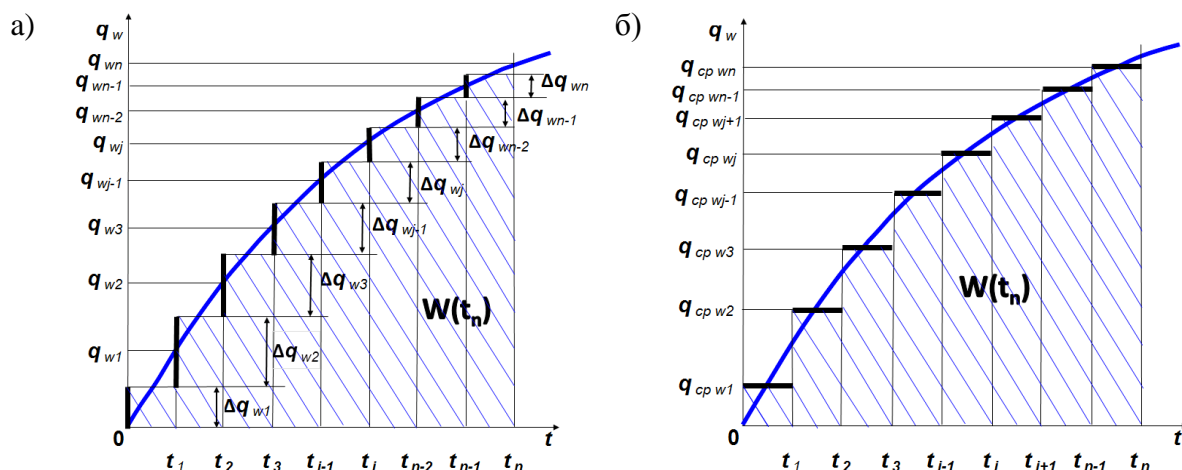 а)
q w
q wn
q wn-1
q wn-2
q wj
q wj-1
q w3
q w2
q w1
0
Δq wn
Δq wn-1
Δq wn-2
Δq wj
Δq wj-1
Δq w3
Δq w2
Δq w1
W(tn)
t
t 1 t 2 t 3 t j-1 t j t n-2 t n-1 t n
б)
q w
q cp wn
q cp wn-1
q cp wj+1
q cp wj
q cp wj-1
q cp w3
q cp w2
q cp w1
0
W(tn)
t
t 1 t 2 t 3 t j-1 t j t j+1 t n-1 t n